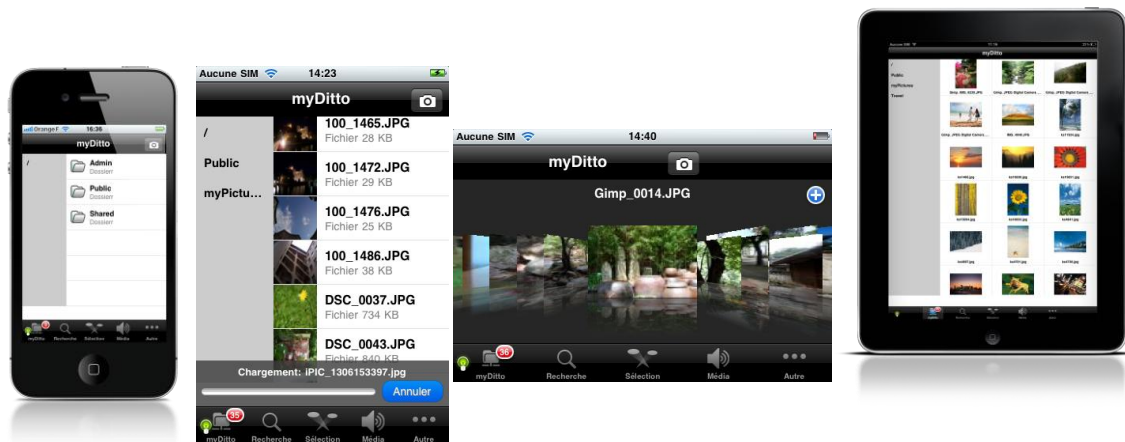 Orange F 16:36
myDitto
/
Admin
Dossier
Public
Dossier
Shared
Dossier
myDitto Recherche Sélection Média Autre
Aucune SIM 14:23
myDitto
/
Public
myPictu...
100_1465.JPG
Fichier 28 KB
100_1472.JPG
Fichier 29 KB
100_1476.JPG
Fichier 25 KB
100_1486.JPG
Fichier 38 KB
DSC_0037.JPG
Fichier 734 KB
DSC_0043.JPG
Fichier 840 KB
Chargement: iPIC_1306153397.jpg
Annuler
35
myDitto Recherche Sélection Média Autre
Aucune SIM 14:40
myDitto
Gimp_0014.JPG
36
myDitto Recherche Sélection Média Autre
Aucune SIM
myDitto
/
Public
myPictures
Travel